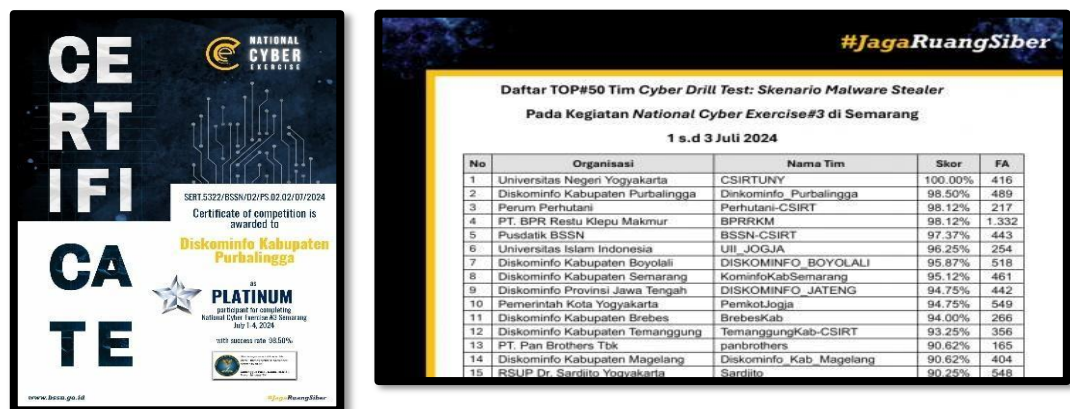 CE
RT
IFI
CA
TE
NATIONAL
CYBER
EXERCISE
SERT.5322/BSSN/D2/PS.02.02/07/2024
Certificate of competition is
awarded to
Diskominfo Kabupaten
Purbalingga
as
PLATINUM
participant for completing
National Cyber Exercise #3 Semarang
July 1-4, 2024
with success rate 98.50%
www.bssn.go.id
#JagaRuangSiber
#JagaRuangSiber
Daftar TOP#50 Tim Cyber Drill Test: Skenario Malware Stealer
Pada Kegiatan National Cyber Exercise#3 di Semarang
1 s.d 3 Juli 2024
No Organisasi Nama Tim Skor FA
1 Universitas Negeri Yogyakarta CSIRTUNY 100.00% 416
2 Diskominfo Kabupaten Purbalingga Dinkominfo_Purbalingga 98.50% 489
3 Perum Perhutani Perhutani-CSIRT 98.12% 217
4 PT. BPR Restu Klepu Makmur BPRRKM 98.12% 1.332
5 Pusdatik BSSN BSSN-CSIRT 97.37% 443
6 Universitas Islam Indonesia UII_JOGJA 96.25% 254
7 Diskominfo Kabupaten Boyolali DISKOMINFO_BOYOLALI 95.87% 518
8 Diskominfo Kabupaten Semarang KominfoKabSemarang 95.12% 461
9 Diskominfo Provinsi Jawa Tengah DISKOMINFO_JATENG 94.75% 442
10 Pemerintah Kota Yogyakarta PemkotJogja 94.75% 549
11 Diskominfo Kabupaten Brebes BrebesKab 94.00% 266
12 Diskominfo Kabupaten Temanggung TemanggungKab-CSIRT 93.25% 356
13 PT. Pan Brothers Tbk panbrothers 90.62% 165
14 Diskominfo Kabupaten Magelang Diskominfo_Kab_Magelang 90.62% 404
15 RSUP Dr. Sardjito Yogyakarta Sardjito 90.25% 548